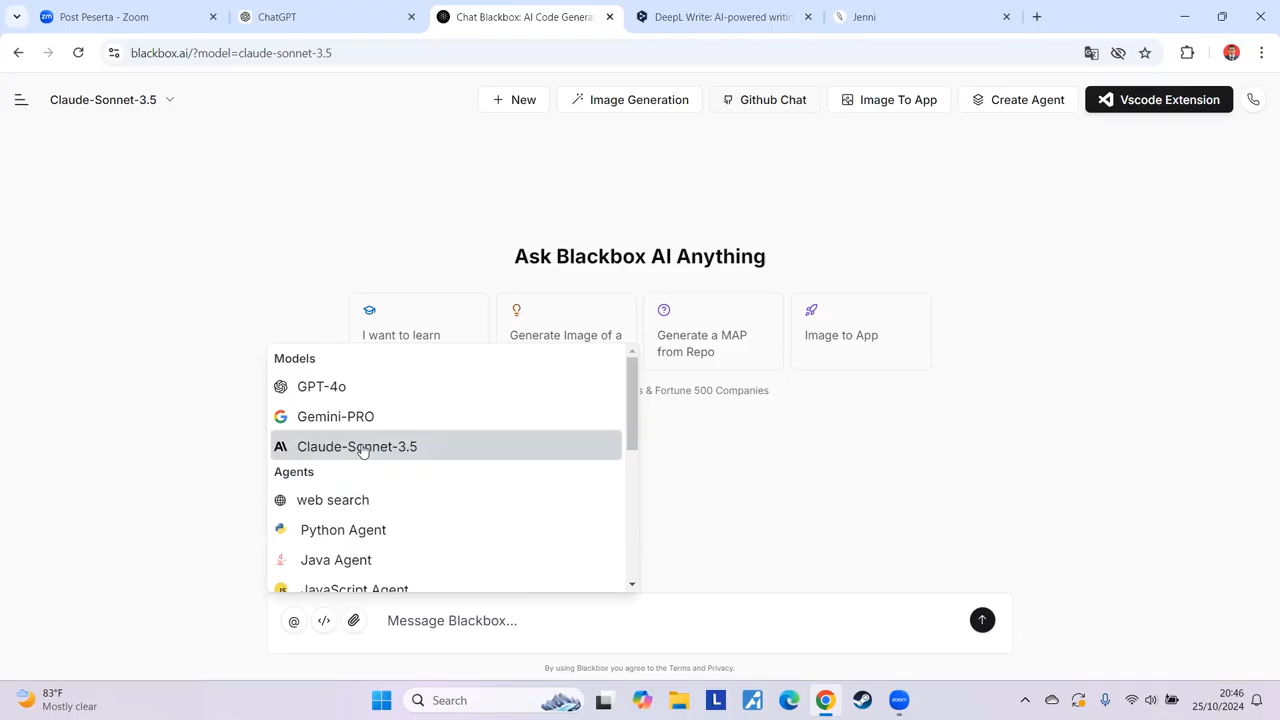 Post Peserta - Zoom
ChatGPT
Chat Blackbox: AI Code Genera
DeepL Write: AI-powered writin
Jenni
blackbox.ai/?model=claude-sonnet-3.5
Claude-Sonnet-3.5
New
Image Generation
Github Chat
Image To App
Create Agent
Vscode Extension
Ask Blackbox AI Anything
I want to learn
Generate Image of a
Generate a MAP
from Repo
Image to App
s & Fortune 500 Companies
Models
GPT-4o
Gemini-PRO
Claude-Sonnet-3.5
Agents
web search
Python Agent
Java Agent
JavaScript Agent
@
</>
Message Blackbox...
By using Blackbox you agree to the Terms and Privacy.
83°F
Mostly clear
Search
20:46
25/10/2024